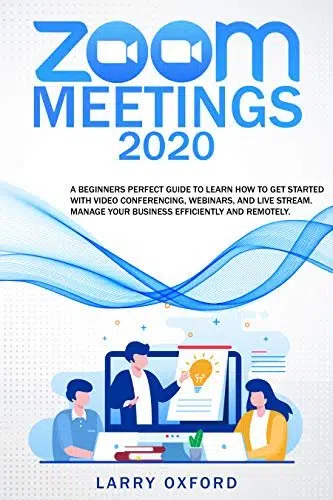 ZOOM
MEETINGS
2020
A BEGINNERS PERFECT GUIDE TO LEARN HOW TO GET STARTED
WITH VIDEO CONFERENCING, WEBINARS, AND LIVE STREAM.
MANAGE YOUR BUSINESS EFFICIENTLY AND REMOTELY.
LARRY OXFORD